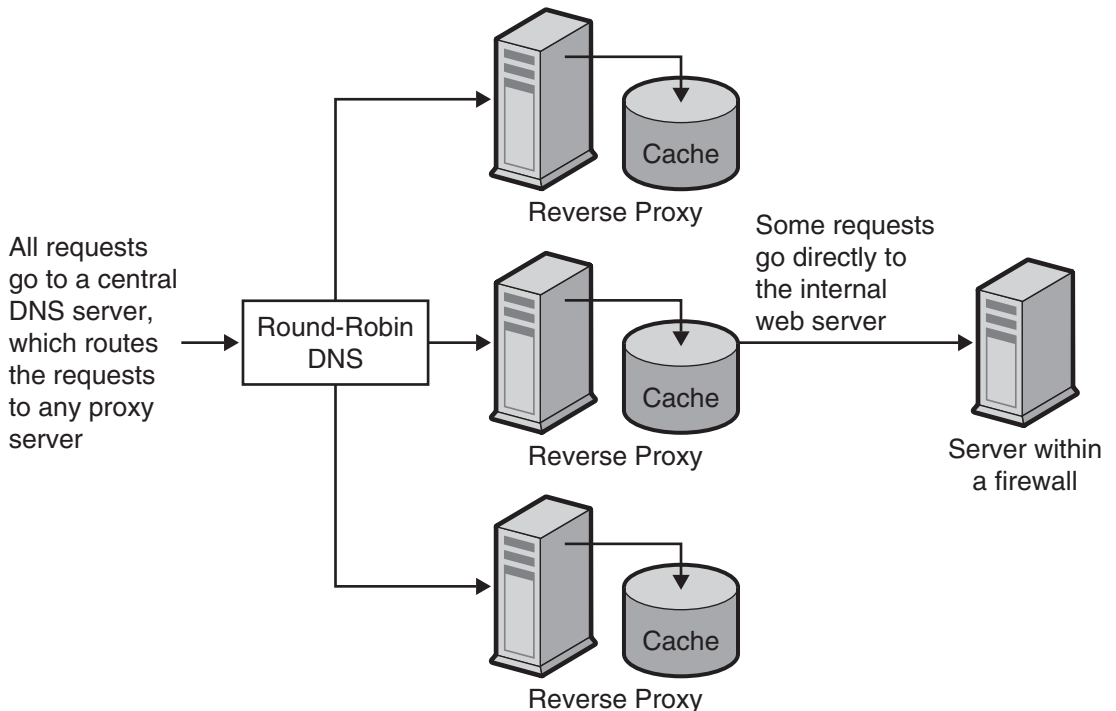 All requests
go to a central
DNS server,
which routes
the requests
to any proxy
server
Round-Robin
DNS
Cache
Reverse Proxy
Cache
Reverse Proxy
Cache
Reverse Proxy
Some requests
go directly to
the internal
web server
Server within
a firewall